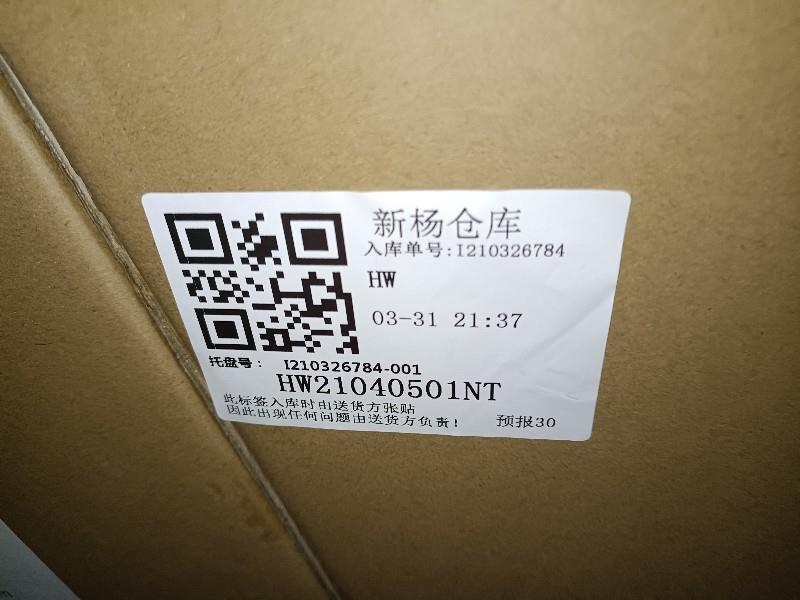 新杨仓库
入库单号:I210326784
HW
03-31 21:37
托盘号: I210326784-001
HW21040501NT
此标签入库时由送货方张贴
因此出现任何问题由送货方负责!
预报30